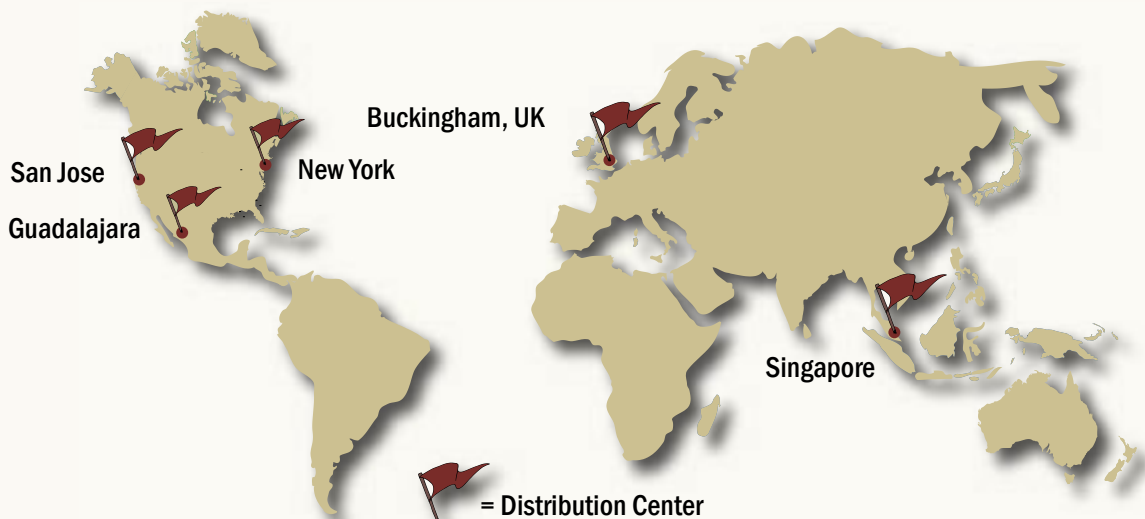 Buckingham, UK
San Jose
New York
Guadalajara
Singapore
= Distribution Center